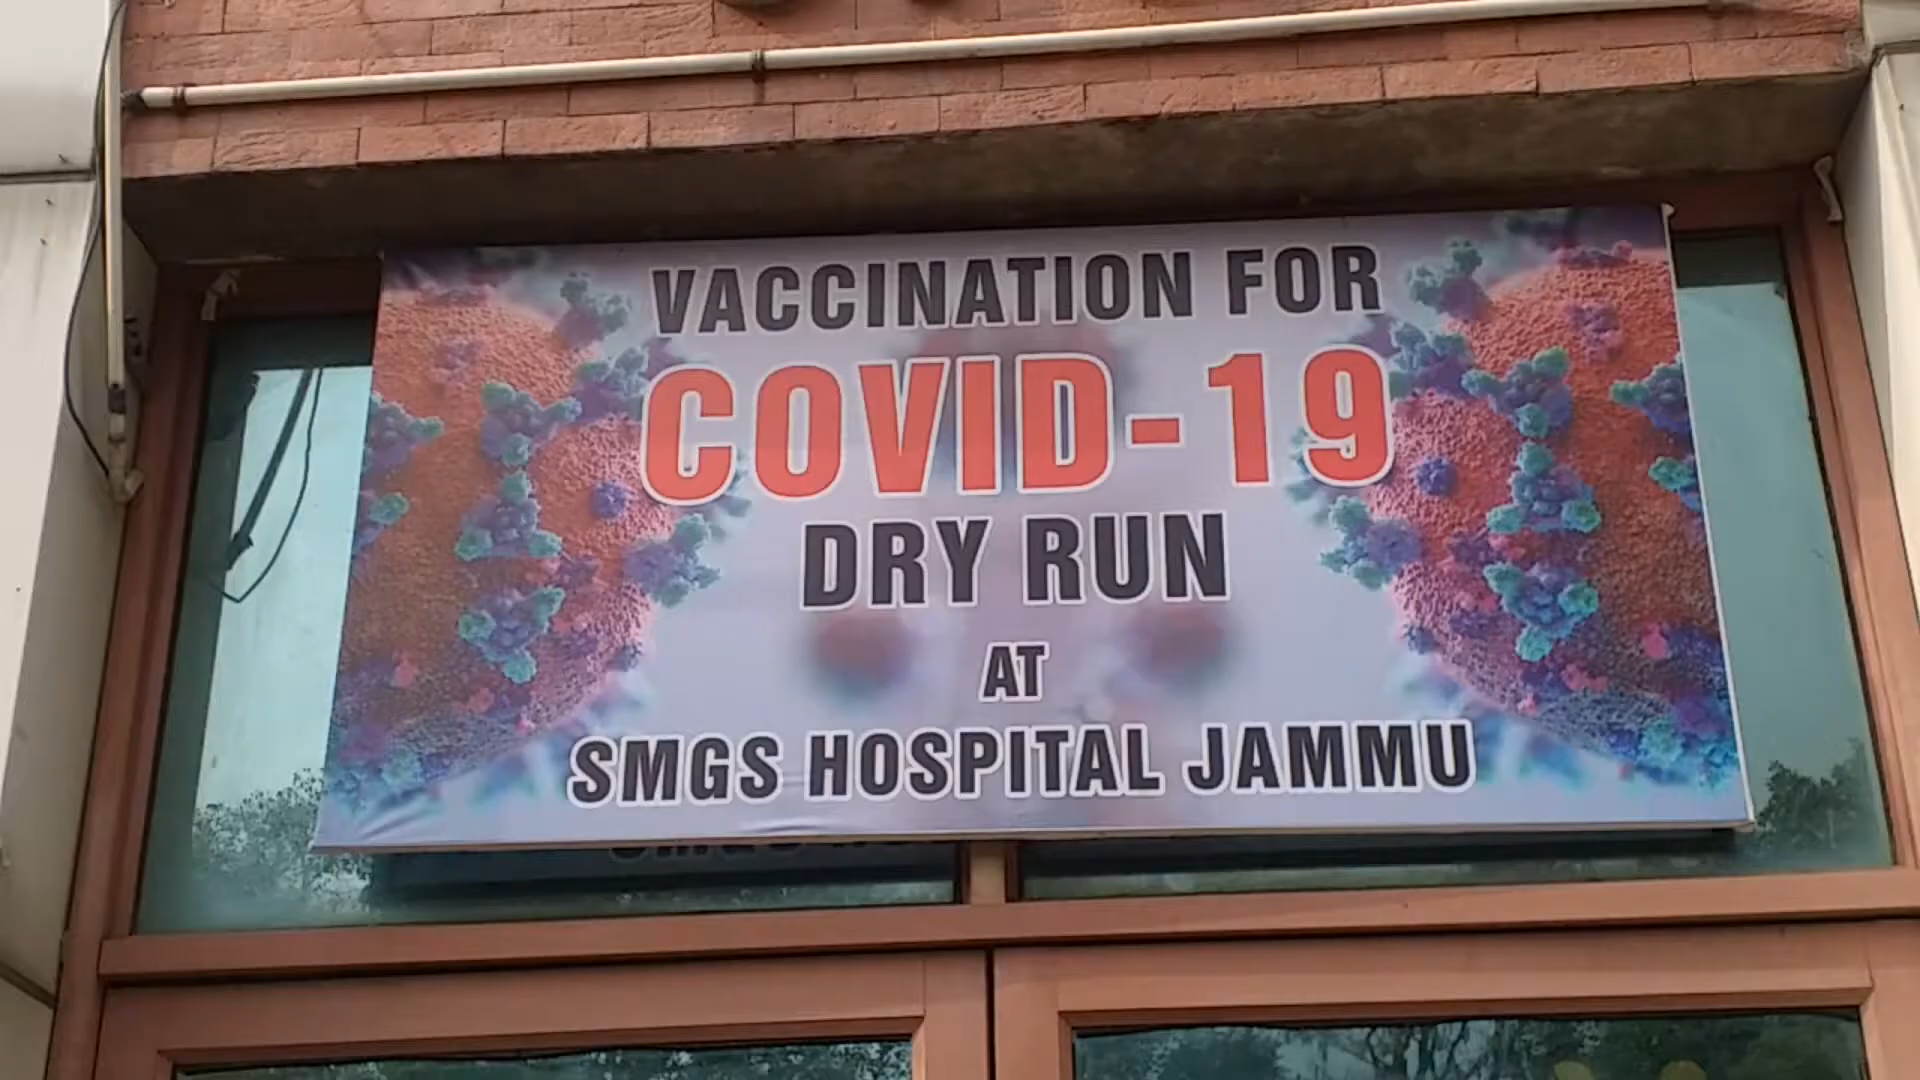 VACCINATION FOR
COVID-19
DRY RUN
AT
SMGS HOSPITAL JAMMU